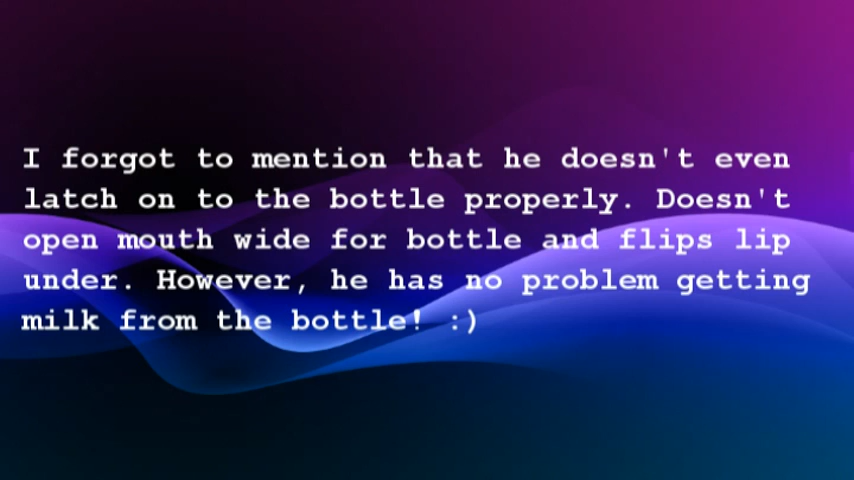 I forgot to mention that he doesn't even
latch on to the bottle properly. Doesn't
open mouth wide for bottle and flips lip
under. However, he has no problem getting
milk from the bottle! :)